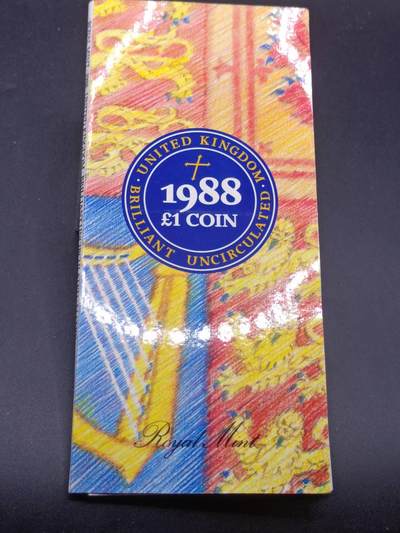 UNITED KINGDOM
1988
£1 COIN
BRILLIANT UNCIRCULATED
Royal Mint